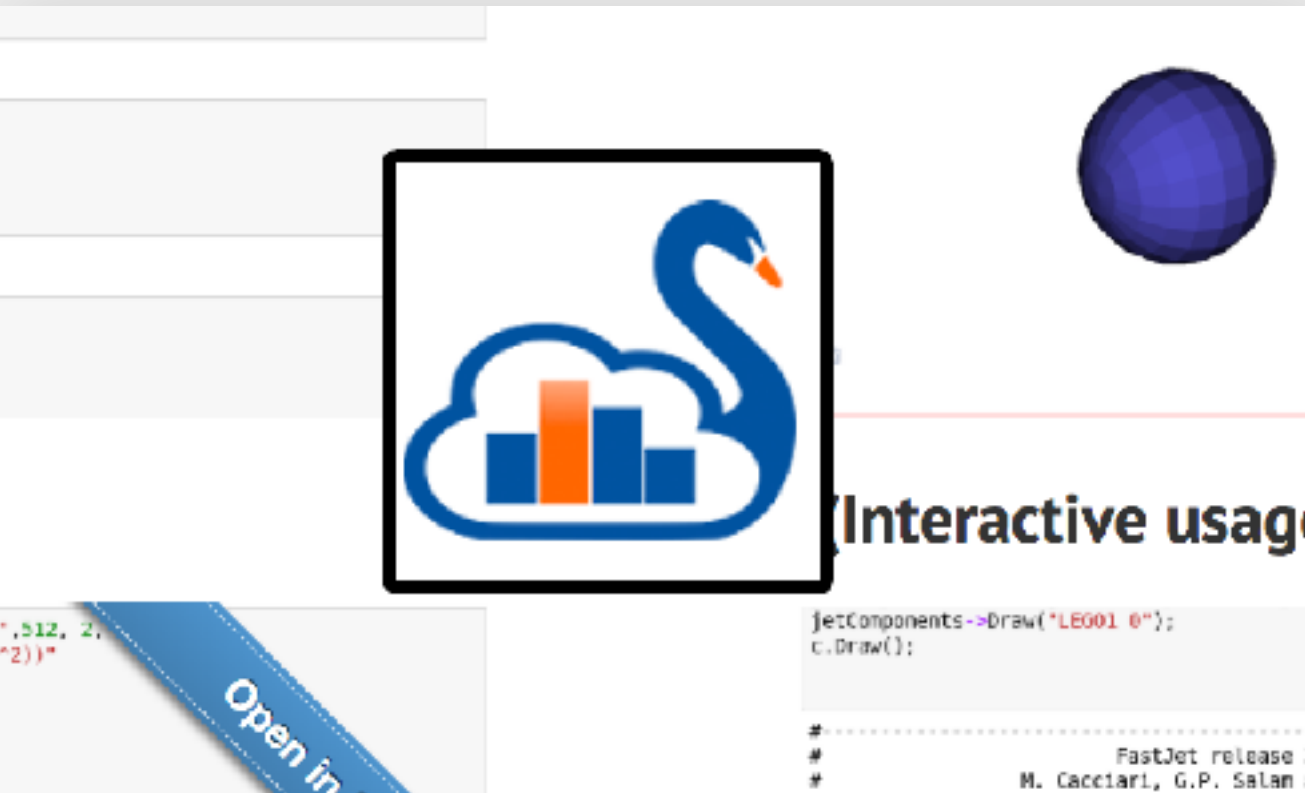 (Interactive usag
",512, 2,
^2))"
Open in
jetComponents->Draw("LEGO1 0");
c.Draw();
#
# FastJet release
# M. Cacciari, G.P. Salam